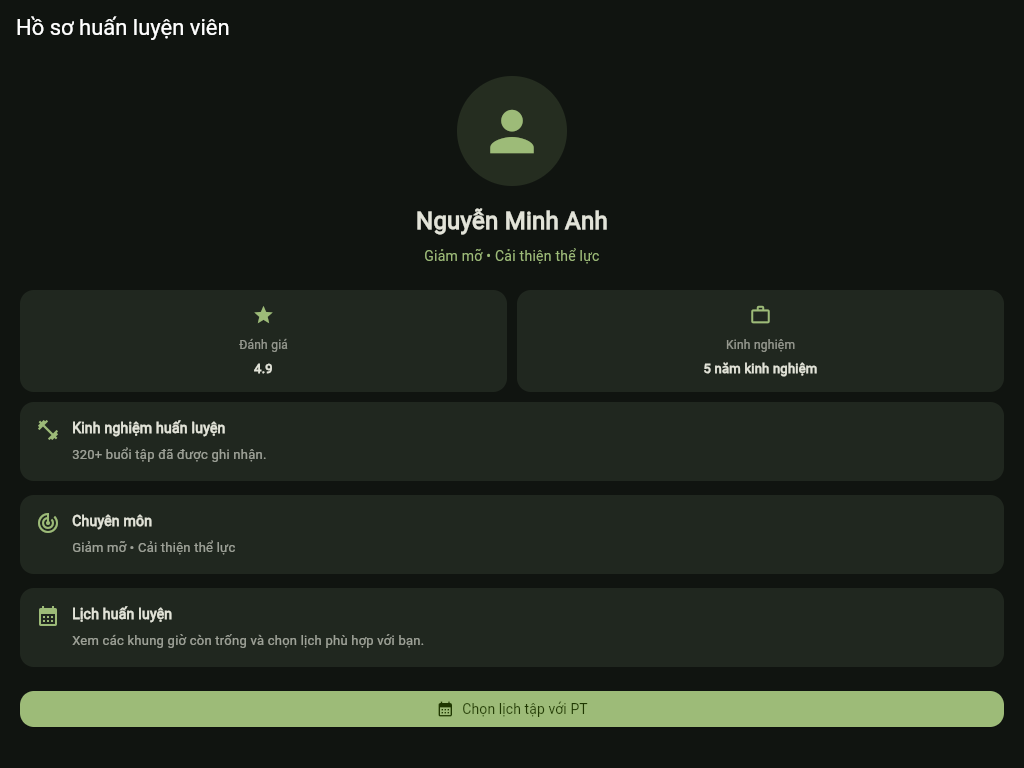 Hồ sơ huấn luyện viên
Nguyễn Minh Anh
Giảm mỡ • Cải thiện thể lực
Đánh giá
4.9
Kinh nghiệm
5 năm kinh nghiệm
Kinh nghiệm huấn luyện
320+ buổi tập đã được ghi nhận.
Chuyên môn
Giảm mỡ • Cải thiện thể lực
Lịch huấn luyện
Xem các khung giờ còn trống và chọn lịch phù hợp với bạn.
Chọn lịch tập với PT